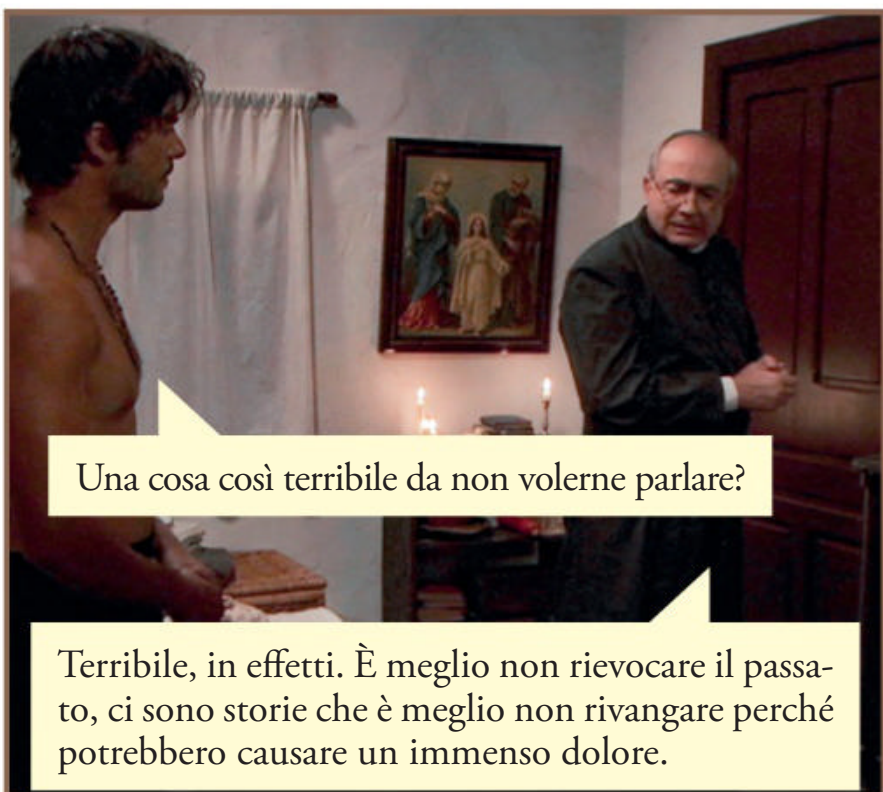 Una cosa così terribile da non volerne parlare?
Terribile, in effetti. È meglio non rievocare il passa-
to, ci sono storie che è meglio non rivangare perché
potrebbero causare un immenso dolore.